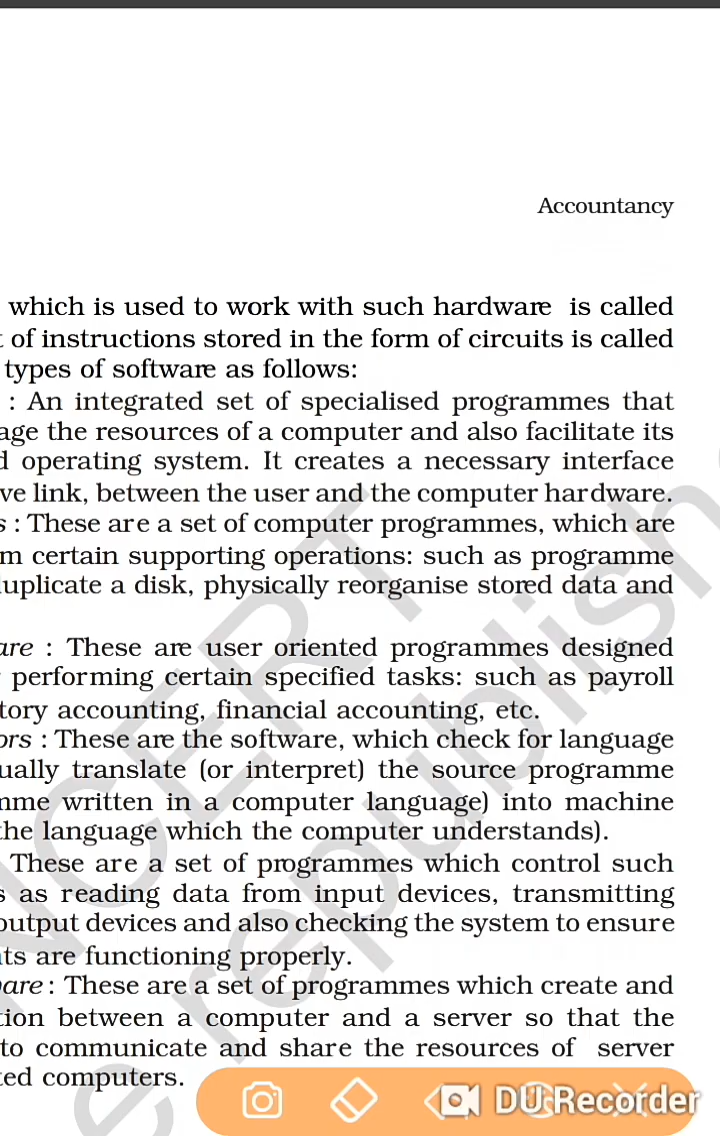 Accountancy
which is used to work with such hardware is called
of instructions stored in the form of circuits is called
types of software as follows:
: An integrated set of specialised programmes that
age the resources of a computer and also facilitate its
operating system. It creates a necessary interface
ve link, between the user and the computer hardware.
s : These are a set of computer programmes, which are
m certain supporting operations: such as programme
uplicate a disk, physically reorganise stored data and
are : These are user oriented programmes designed
performing certain specified tasks: such as payroll
tory accounting, financial accounting, etc.
ors : These are the software, which check for language
ually translate (or interpret) the source programme
mme written in a computer language) into machine
the language which the computer understands).
These are a set of programmes which control such
s as reading data from input devices, transmitting
output devices and also checking the system to ensure
ts are functioning properly.
are : These are a set of programmes which create and
tion between a computer and a server so that the
to communicate and share the resources of server
ted computers.
NCERT
e republish
DU Recorder